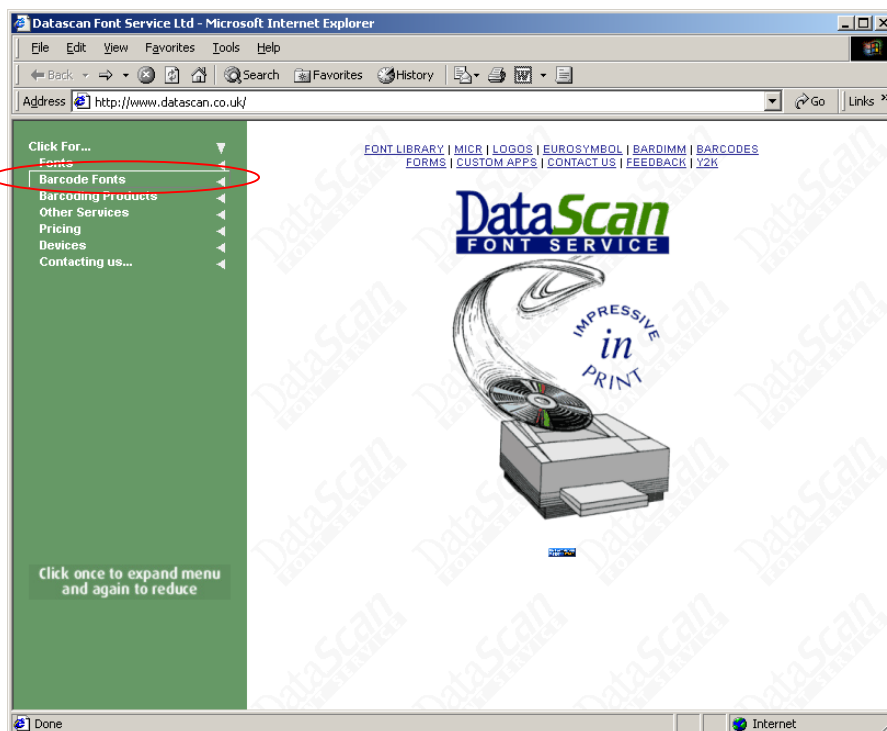 Datascan Font Service Ltd - Microsoft Internet Explorer
File Edit View Favorites Tools Help
Back Search Favorites History
Address http://www.datascan.co.uk/ Go Links »
Click For...
Fonts
Barcode Fonts
Barcoding Products
Other Services
Pricing
Devices
Contacting us...
Click once to expand menu
and again to reduce
FONT LIBRARY | MICR | LOGOS | EUROSYMBOL | BARDIMM | BARCODES
FORMS | CUSTOM APPS | CONTACT US | FEEDBACK | Y2K
DataScan
FONT SERVICE
IMPRESSIVE
in
PRINT
Done Internet